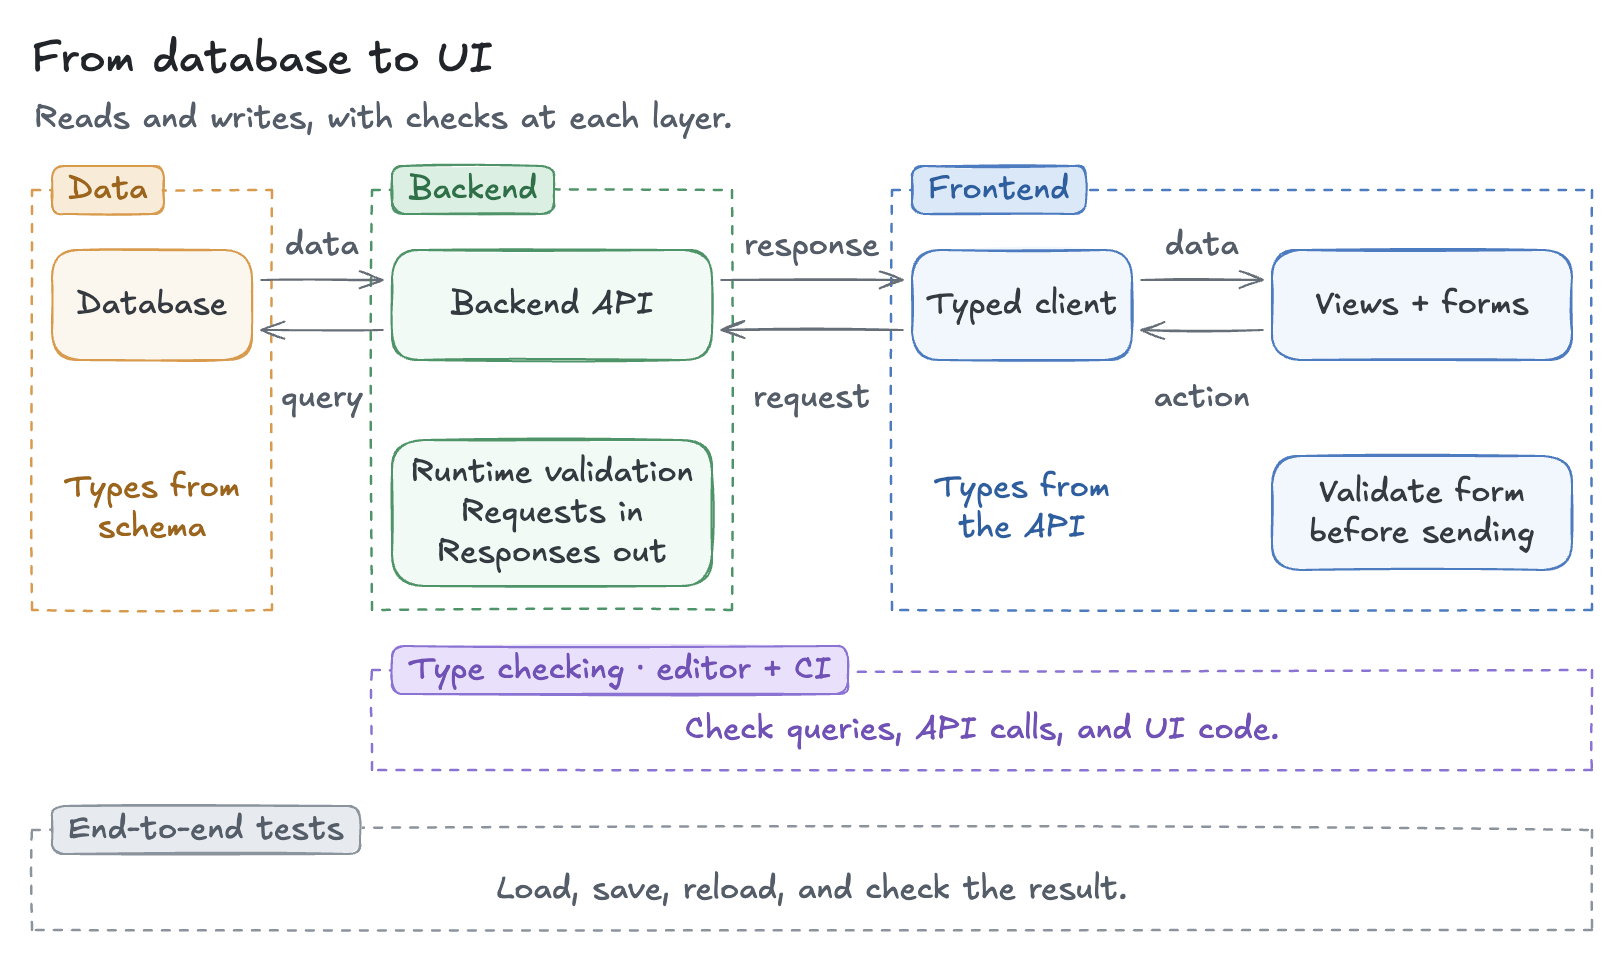 From database to UI
Reads and writes, with checks at each layer.
Data
Backend
Frontend
data
response
data
Database
Backend API
Typed client
Views + forms
query
request
action
Types from
schema
Runtime validation
Requests in
Responses out
Types from
the API
Validate form
before sending
Type checking · editor + CI
Check queries, API calls, and UI code.
End-to-end tests
Load, save, reload, and check the result.